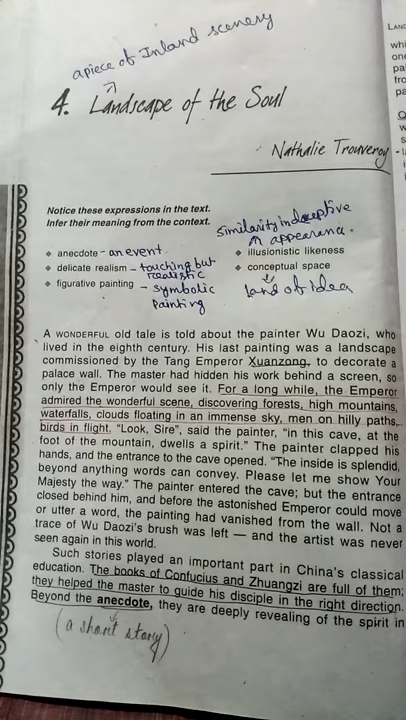 apiece of Inland scenery
4. Landscape of the Soul
Nathalie Trouveroy
Notice these expressions in the text.
Infer their meaning from the context.
similarity in deceptive
in appearance.
anecdote - an event
illusionistic likeness
delicate realism - touching but
realistic
conceptual space
figurative painting - symbolic
painting
land of idea
A WONDERFUL old tale is told about the painter Wu Daozi, who
lived in the eighth century. His last painting was a landscape
commissioned by the Tang Emperor Xuanzong, to decorate a
palace wall. The master had hidden his work behind a screen, so
only the Emperor would see it. For a long while, the Emperor
admired the wonderful scene, discovering forests, high mountains,
waterfalls, clouds floating in an immense sky, men on hilly paths,
birds in flight. "Look, Sire", said the painter, "in this cave, at the
foot of the mountain, dwells a spirit." The painter clapped his
hands, and the entrance to the cave opened. "The inside is splendid,
beyond anything words can convey. Please let me show Your
Majesty the way." The painter entered the cave; but the entrance
closed behind him, and before the astonished Emperor could move
or utter a word, the painting had vanished from the wall. Not a
trace of Wu Daozi's brush was left — and the artist was never
seen again in this world.
Such stories played an important part in China's classical
education. The books of Confucius and Zhuangzi are full of them;
they helped the master to guide his disciple in the right direction.
Beyond the anecdote, they are deeply revealing of the spirit in
(a short story)
LAND
whi
one
pa
fro
pa